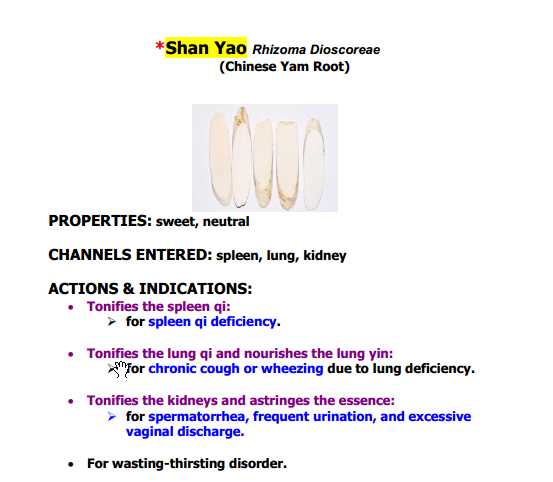 *Shan Yao Rhizoma Dioscoreae
(Chinese Yam Root)
PROPERTIES: sweet, neutral
CHANNELS ENTERED: spleen, lung, kidney
ACTIONS & INDICATIONS:
• Tonifies the spleen qi:
➢ for spleen qi deficiency.
• Tonifies the lung qi and nourishes the lung yin:
➢ for chronic cough or wheezing due to lung deficiency.
• Tonifies the kidneys and astringes the essence:
➢ for spermatorrhea, frequent urination, and excessive
vaginal discharge.
• For wasting-thirsting disorder.